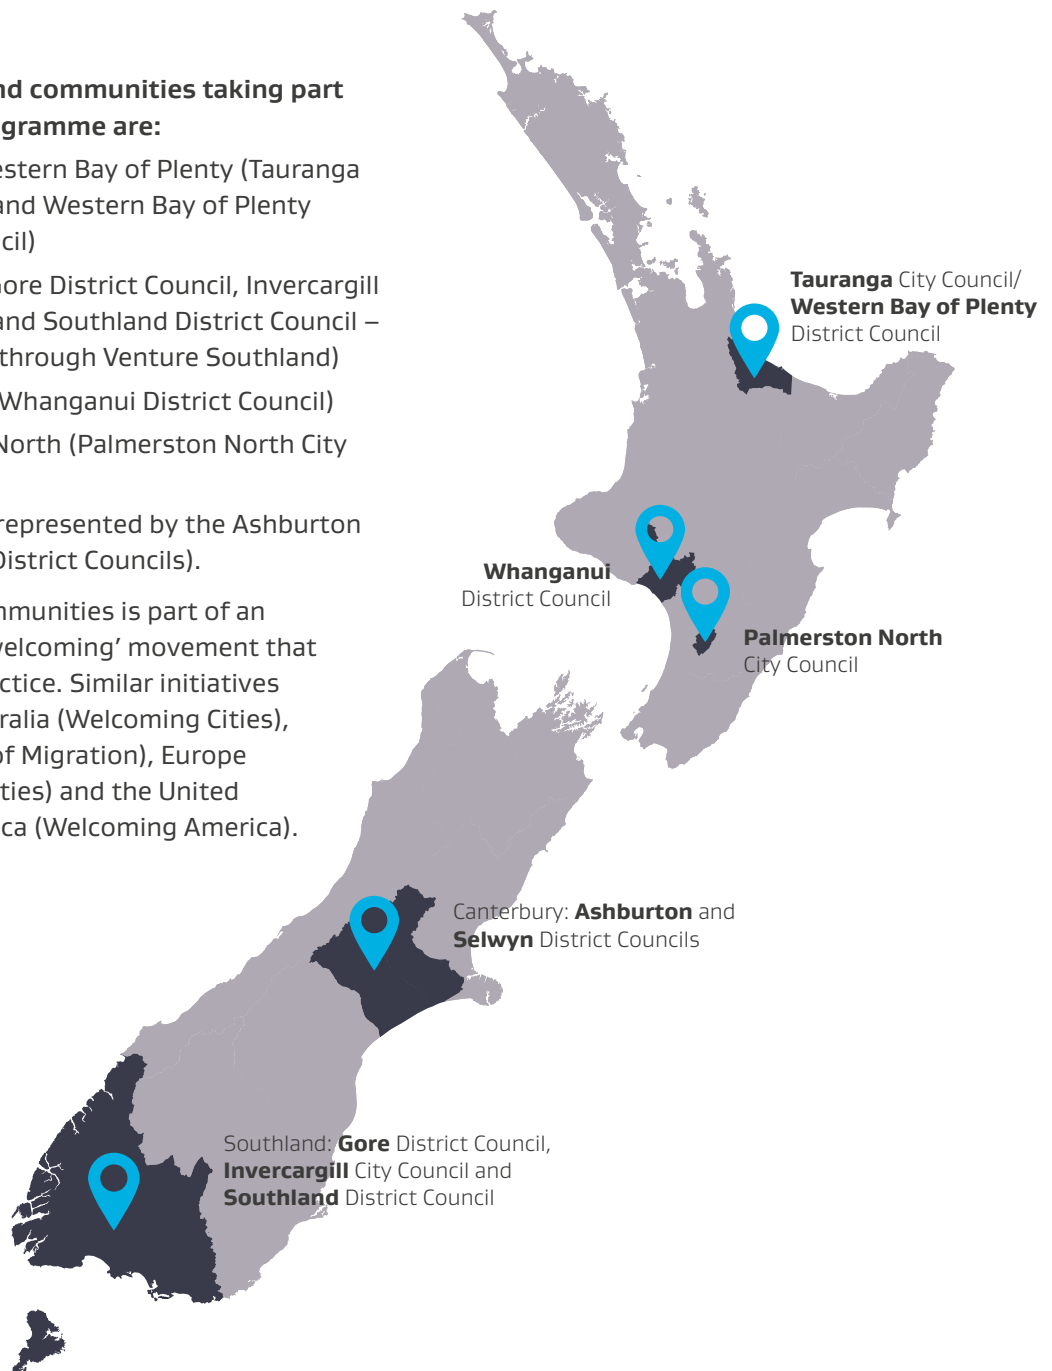 nd communities taking part
gramme are:
estern Bay of Plenty (Tauranga
and Western Bay of Plenty
cil)
ore District Council, Invercargill
and Southland District Council –
through Venture Southland)
Whanganui District Council)
North (Palmerston North City
represented by the Ashburton
District Councils).
mmunities is part of an
velcoming’ movement that
ctice. Similar initiatives
ralia (Welcoming Cities),
of Migration), Europe
ties) and the United
ca (Welcoming America).
Tauranga City Council/
Western Bay of Plenty
District Council
Whanganui
District Council
Palmerston North
City Council
Canterbury: Ashburton and
Selwyn District Councils
Southland: Gore District Council,
Invercargill City Council and
Southland District Council